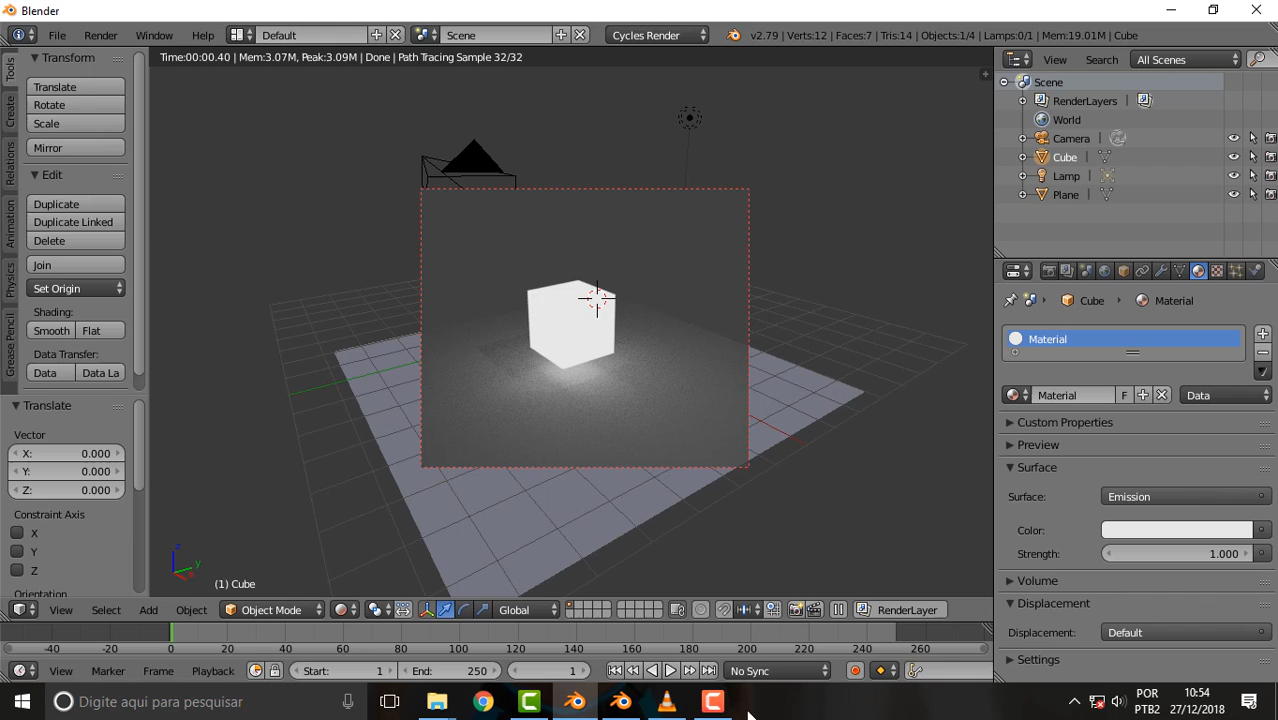 Blender
File Render Window Help Default Scene Cycles Render v2.79 | Verts:12 | Faces:7 | Tris:14 | Objects:1/4 | Lamps:0/1 | Mem:19.01M | Cube
Time:00:00.40 | Mem:3.07M, Peak:3.09M | Done | Path Tracing Sample 32/32
View Search All Scenes
Tools
Create
Relations
Animation
Physics
Grease Pencil
Transform
Translate
Rotate
Scale
Mirror
Edit
Duplicate
Duplicate Linked
Delete
Join
Set Origin
Shading:
Smooth Flat
Data Transfer:
Data Data La
Translate
Vector
X: 0.000
Y: 0.000
Z: 0.000
Constraint Axis
X
Y
Z
Orientation
z
y
x
(1) Cube
Scene
RenderLayers |
World
Camera
Cube
Lamp
Plane
Cube Material
Material
Material F Data
Custom Properties
Preview
Surface
Surface: Emission
Color:
Strength: 1.000
Volume
Displacement
Displacement: Default
Settings
View Select Add Object Object Mode Global RenderLayer
-40 -20 0 20 40 60 80 100 120 140 160 180 200 220 240 260
View Marker Frame Playback Start: 1 End: 250 1 No Sync
Digite aqui para pesquisar
POR 10:54
PTB2 27/12/2018